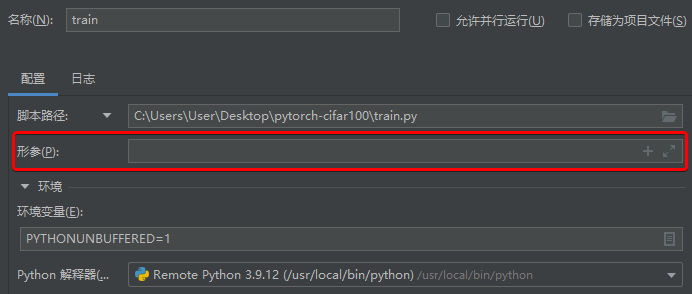 名称(N): train 允许并行运行(U) 存储为项目文件(S)
配置 日志
脚本路径: C:\Users\User\Desktop\pytorch-cifar100\train.py
形参(P):
环境
环境变量(E):
PYTHONUNBUFFERED=1
Python 解释器(... Remote Python 3.9.12 (/usr/local/bin/python) /usr/local/bin/python